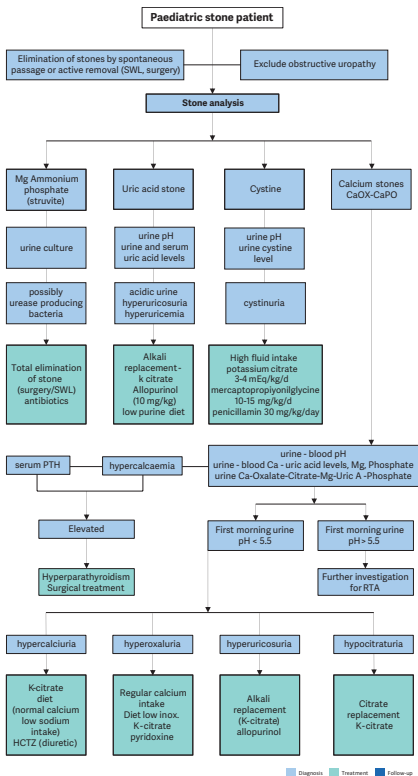 Paediatric stone patient
Elimination of stones by spontaneous
passage or active removal (SWL, surgery)
Exclude obstructive uropathy
Stone analysis
Mg Ammonium
phosphate
(struvite)
Uric acid stone
Cystine
Calcium stones
CaOX-CaPO
urine culture
urine pH
urine and serum
uric acid levels
urine pH
urine cystine
level
possibly
urease producing
bacteria
acidic urine
hyperuricosuria
hyperuricemia
cystinuria
Total elimination
of stone
(surgery/SWL)
antibiotics
Alkali
replacement-
k citrate
Allopurinol
(10 mg/kg)
low purine diet
High fluid intake
potassium citrate
3-4 mEq/kg/d
mercaptopropiyonilglycine
10-15 mg/kg/d
penicillamin 30 mg/kg/day
serum PTH
hypercalcaemia
urine - blood pH
urine - blood Ca - uric acid levels, Mg, Phosphate
urine Ca-Oxalate-Citrate-Mg-Uric A -Phosphate
Elevated
First morning urine
pH < 5.5
First morning urine
pH > 5.5
Hyperparathyroidism
Surgical treatment
Further investigation
for RTA
hypercalciuria
hyperoxaluria
hyperuricosuria
hypocitraturia
K-citrate
diet
(normal calcium
low sodium
intake)
HCTZ (diuretic)
Regular calcium
intake
Diet low in ox.
K-citrate
pyridoxine
Alkali
replacement
(K-citrate)
allopurinol
Citrate
replacement
K-citrate
Diagnosis
Treatment
Follow-up